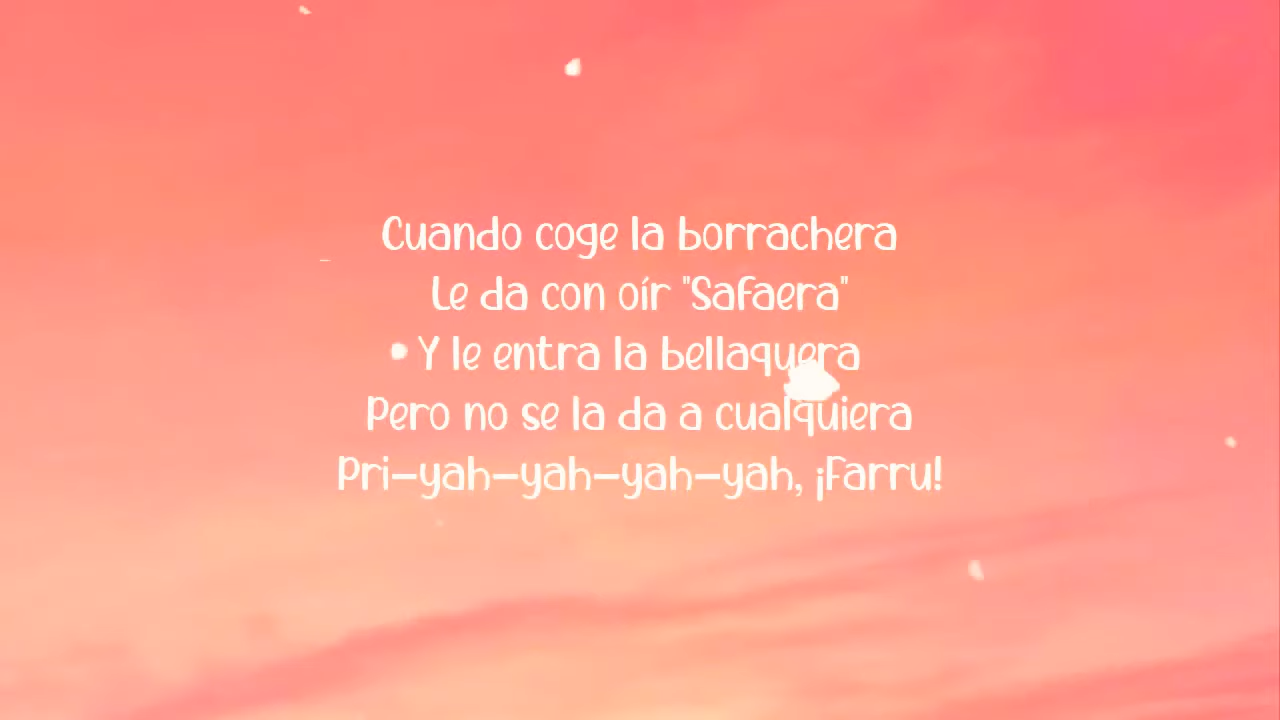 Cuando coge la borrachera
Le da con oír "Safaera"
Y le entra la bellaquera
Pero no se la da a cualquiera
Pri-yah-yah-yah-yah, ¡Farru!